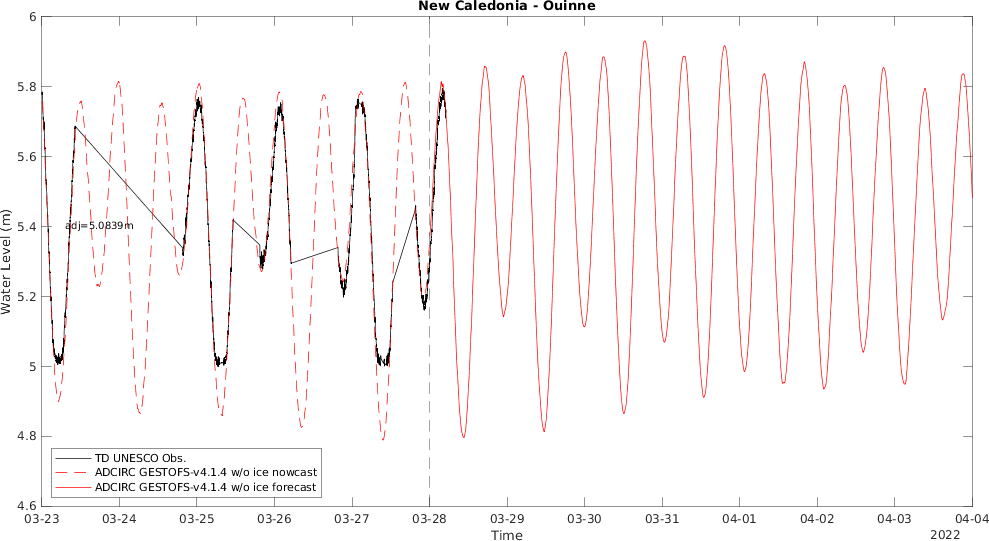 New Caledonia - Ouinne
6
5.8
5.6
5.4
5.2
5
4.8
4.6
Water Level (m)
adj=5.0839m
TD UNESCO Obs.
ADCIRC GESTOFS-v4.1.4 w/o ice nowcast
ADCIRC GESTOFS-v4.1.4 w/o ice forecast
03-23 03-24 03-25 03-26 03-27 03-28 03-29 03-30 03-31 04-01 04-02 04-03 04-04
Time
2022